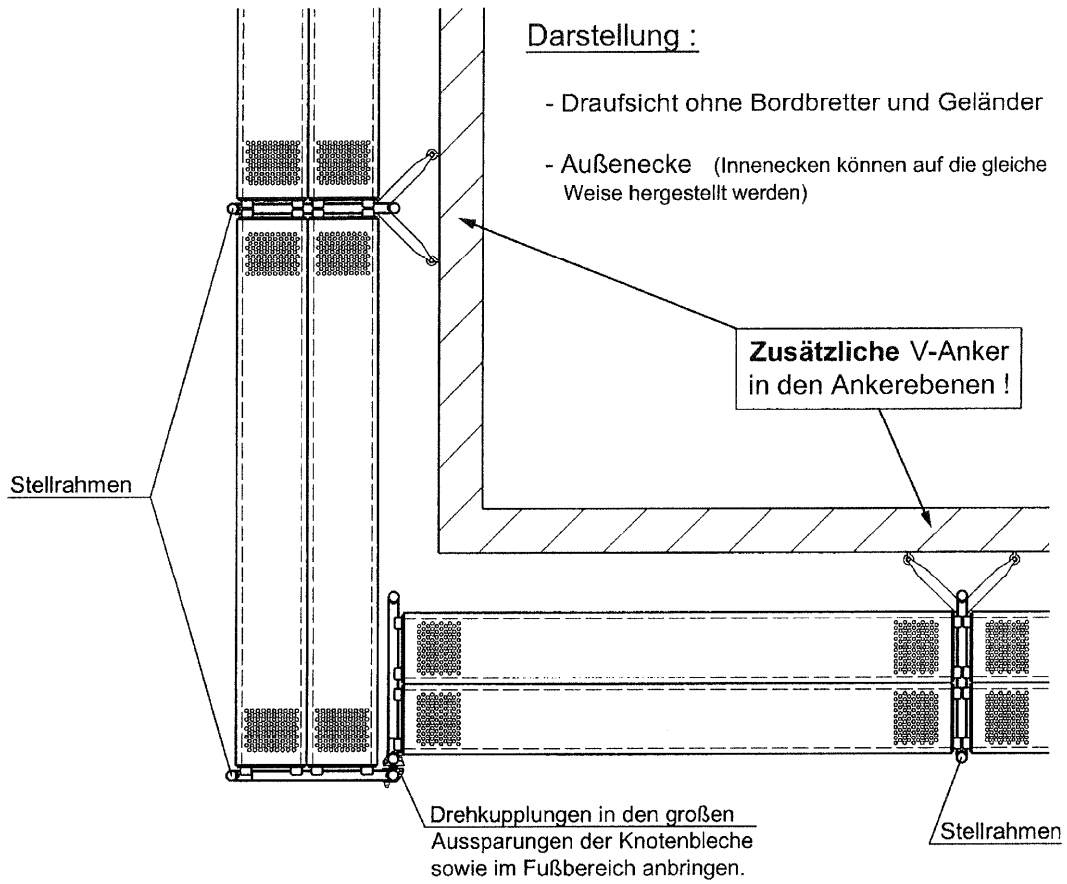 Darstellung :
- Draufsicht ohne Bordbretter und Geländer
- Außenecke (Innenecken können auf die gleiche
Weise hergestellt werden)
Zusätzliche V-Anker
in den Ankerebenen !
Stellrahmen
Drehkupplungen in den großen
Aussparungen der Knotenbleche
sowie im Fußbereich anbringen.
Stellrahmen